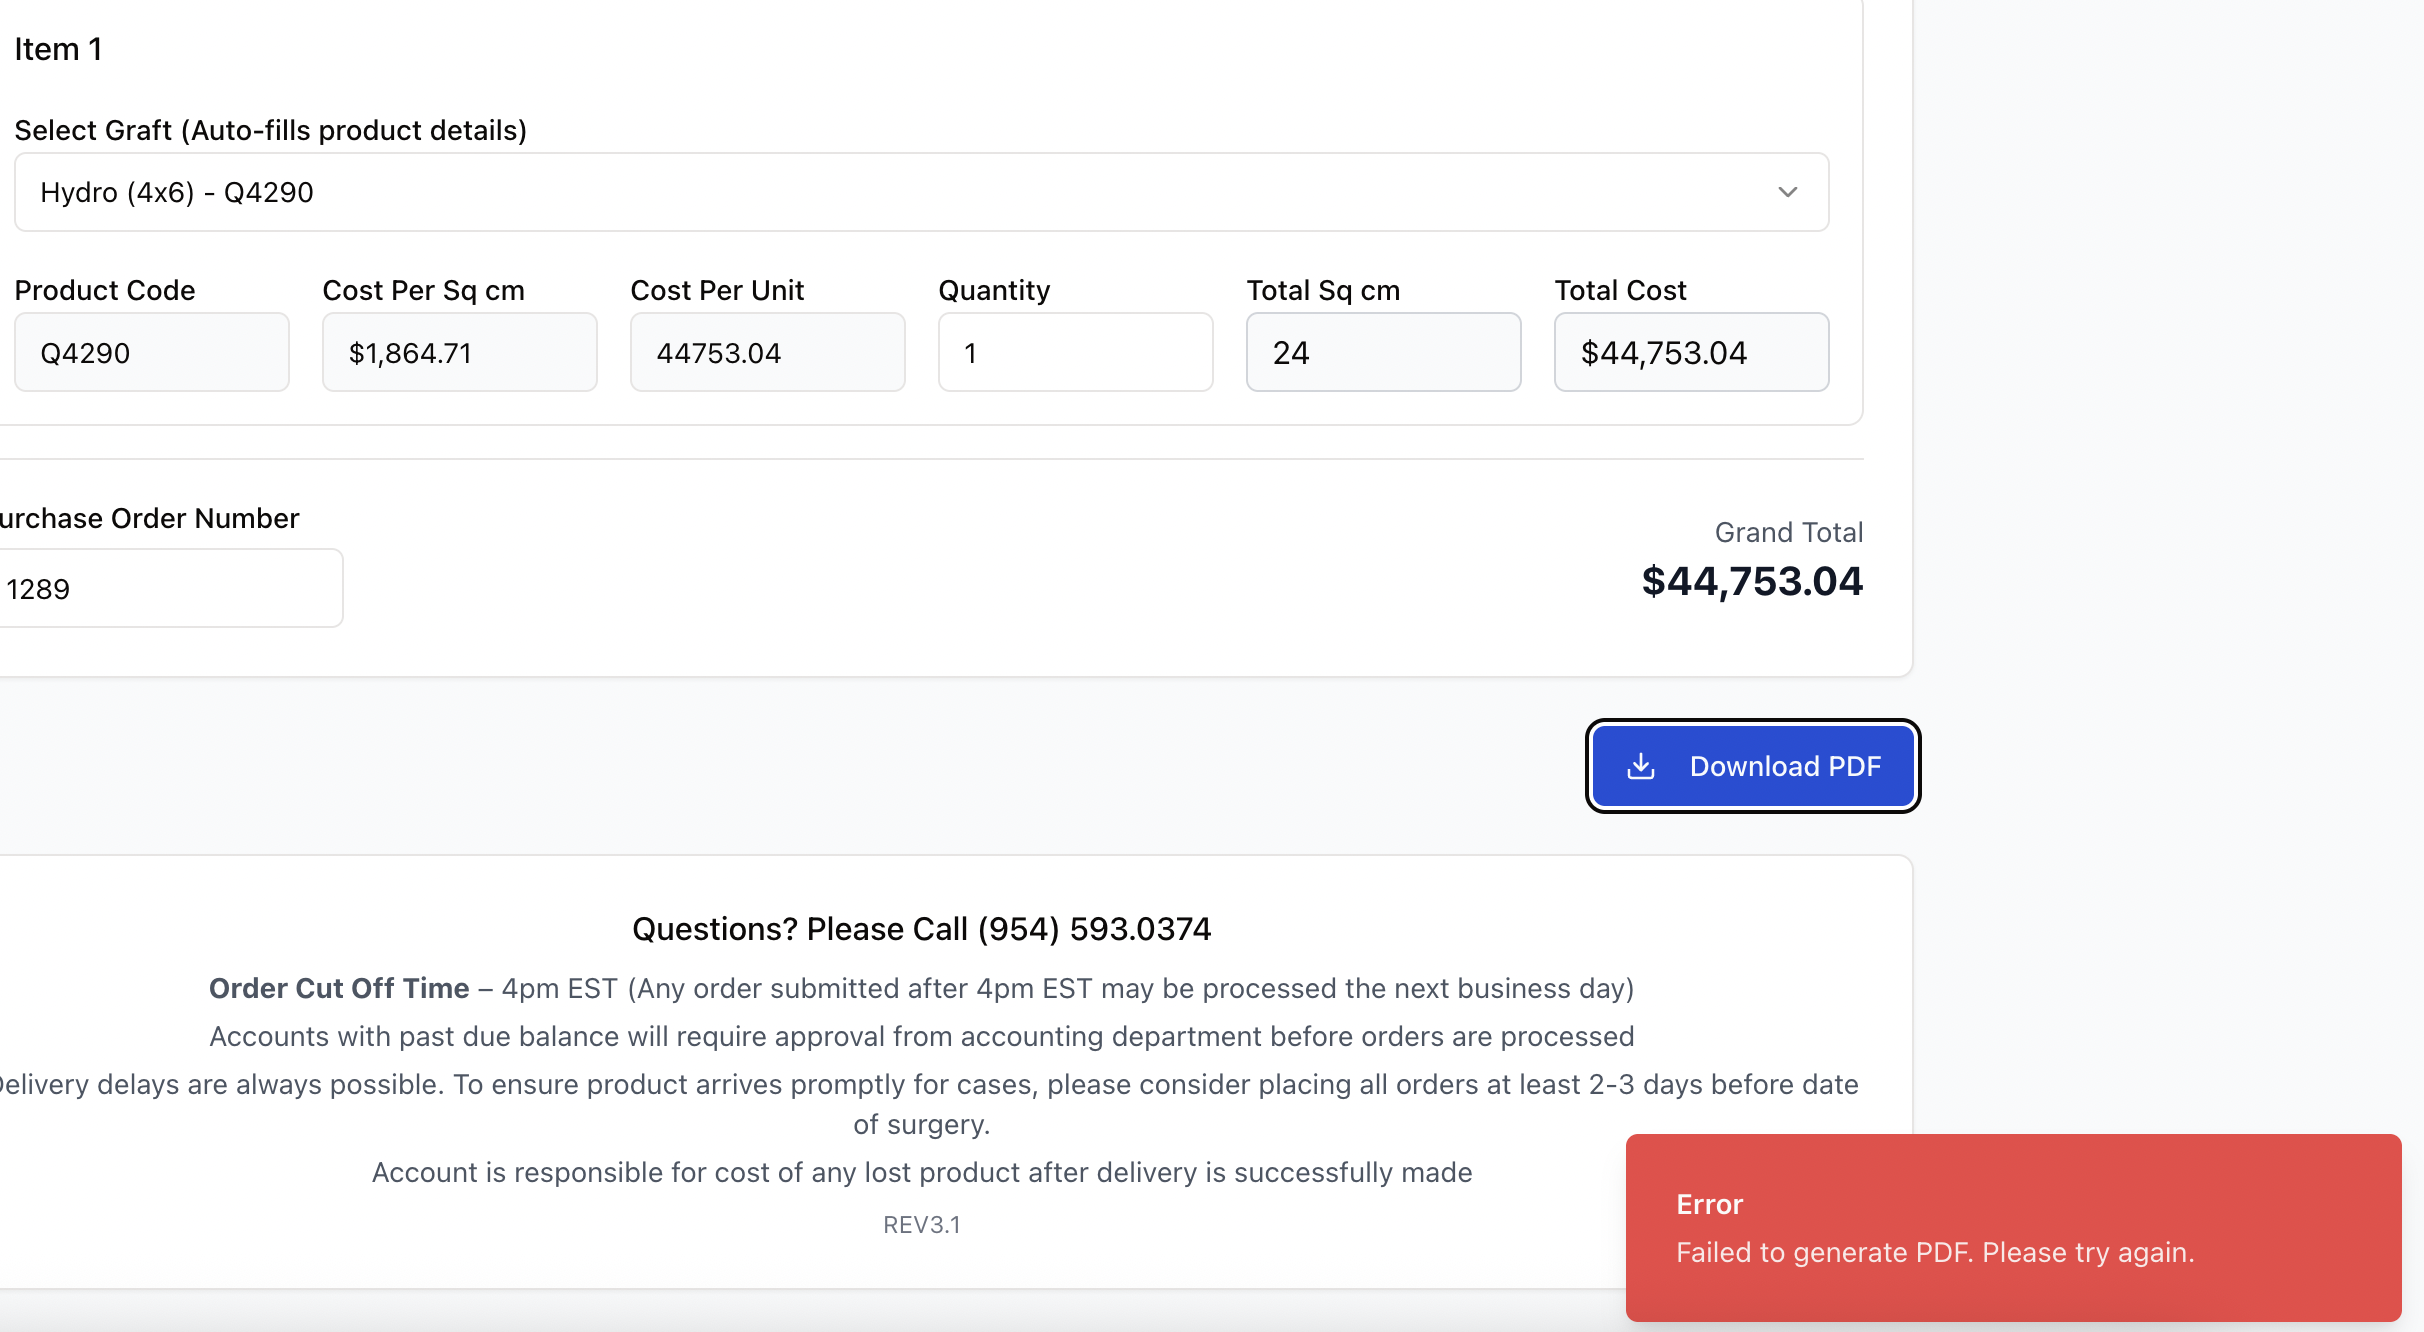 Item 1
Select Graft (Auto-fills product details)
Hydro (4x6) - Q4290
Product Code Cost Per Sq cm Cost Per Unit Quantity Total Sq cm Total Cost
Q4290 $1,864.71 44753.04 1 24 $44,753.04
urchase Order Number
Grand Total
1289
$44,753.04
Download PDF
Questions? Please Call (954) 593.0374
Order Cut Off Time – 4pm EST (Any order submitted after 4pm EST may be processed the next business day)
Accounts with past due balance will require approval from accounting department before orders are processed
Delivery delays are always possible. To ensure product arrives promptly for cases, please consider placing all orders at least 2-3 days before date
of surgery.
Account is responsible for cost of any lost product after delivery is successfully made
REV3.1
Error
Failed to generate PDF. Please try again.